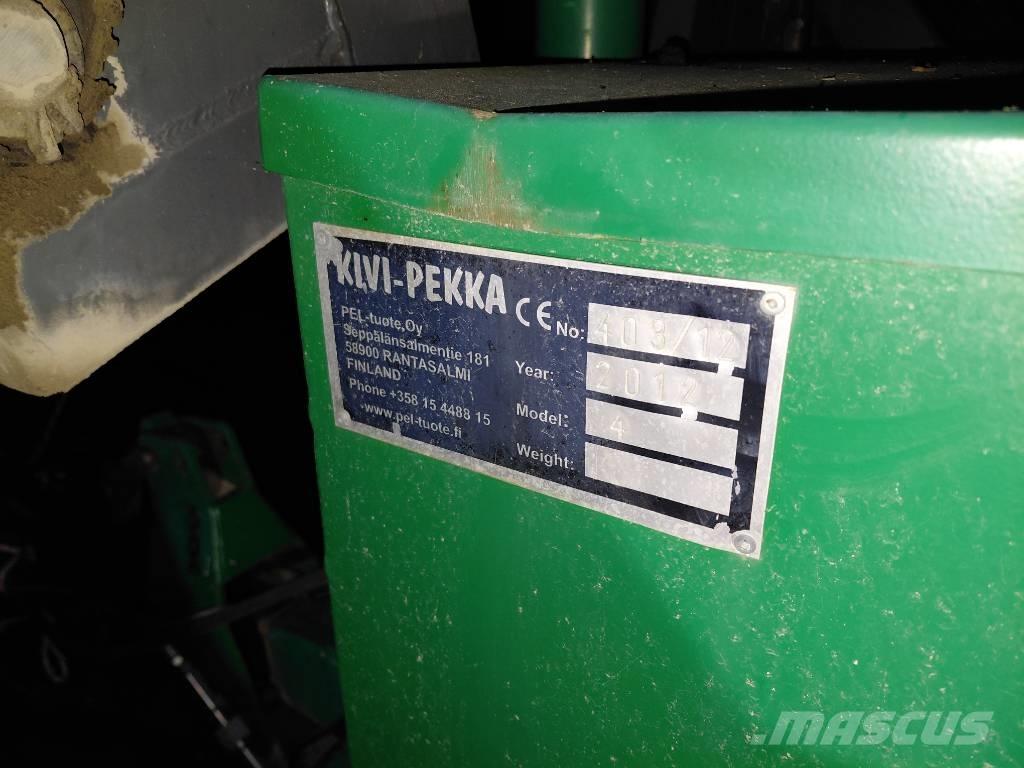 KIVI-PEKKA CE
PEL-tuote,Oy
Seppälänsalmentie 181
58900 RANTASALMI
FINLAND
Phone +358 15 4488 15
www.pel-tuote.fi
No: 403/12
Year: 2012
Model: 4
Weight:
MASCUS